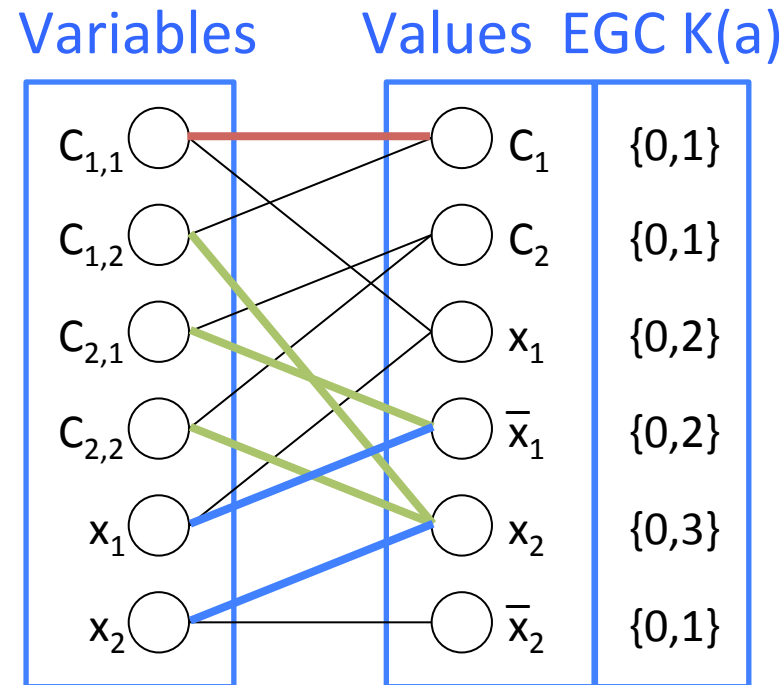 Variables Values EGC K(a)
C1,1 C1 {0,1}
C1,2 C2 {0,1}
C2,1 x1 {0,2}
C2,2 x̅1 {0,2}
x1 x2 {0,3}
x2 x̅2 {0,1}